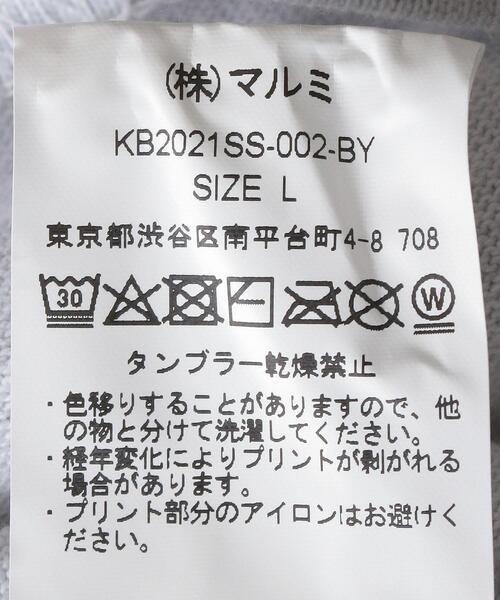 (株)マルミ
KB2021SS-002-BY
SIZE L
東京都渋谷区南平台町4-8 708
30 W
タンブラー乾燥禁止
・色移りすることがありますので、他
の物と分けて洗濯してください。
・経年変化によりプリントが剥がれる
場合があります。
・プリント部分のアイロンはお避けく
ださい。